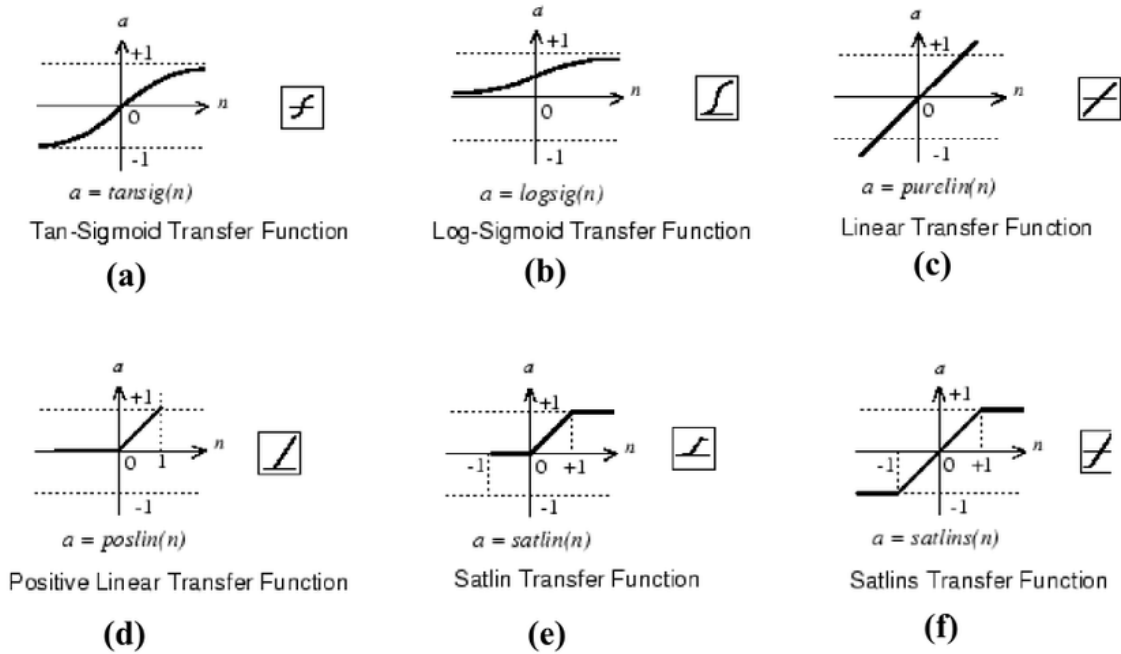 a
+1
n
0
-1
a = tansig(n)
Tan-Sigmoid Transfer Function
(a)
a
+1
n
0
-1
a = logsig(n)
Log-Sigmoid Transfer Function
(b)
a
+1
n
0
-1
a = purelin(n)
Linear Transfer Function
(c)
a
+1
n
0 1
-1
a = poslin(n)
Positive Linear Transfer Function
(d)
a
+1
n
-1 0 +1
-1
a = satlin(n)
Satlin Transfer Function
(e)
a
+1
n
-1 0 +1
-1
a = satlins(n)
Satlins Transfer Function
(f)